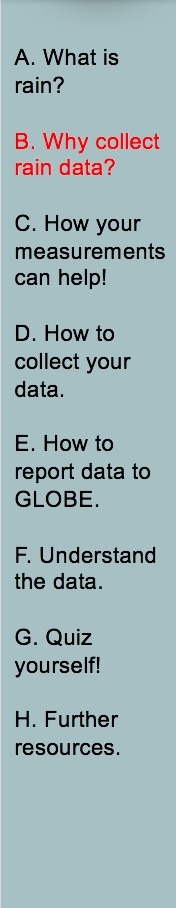 A. What is
rain?
B. Why collect
rain data?
C. How your
measurements
can help!
D. How to
collect your
data.
E. How to
report data to
GLOBE.
F. Understand
the data.
G. Quiz
yourself!
H. Further
resources.